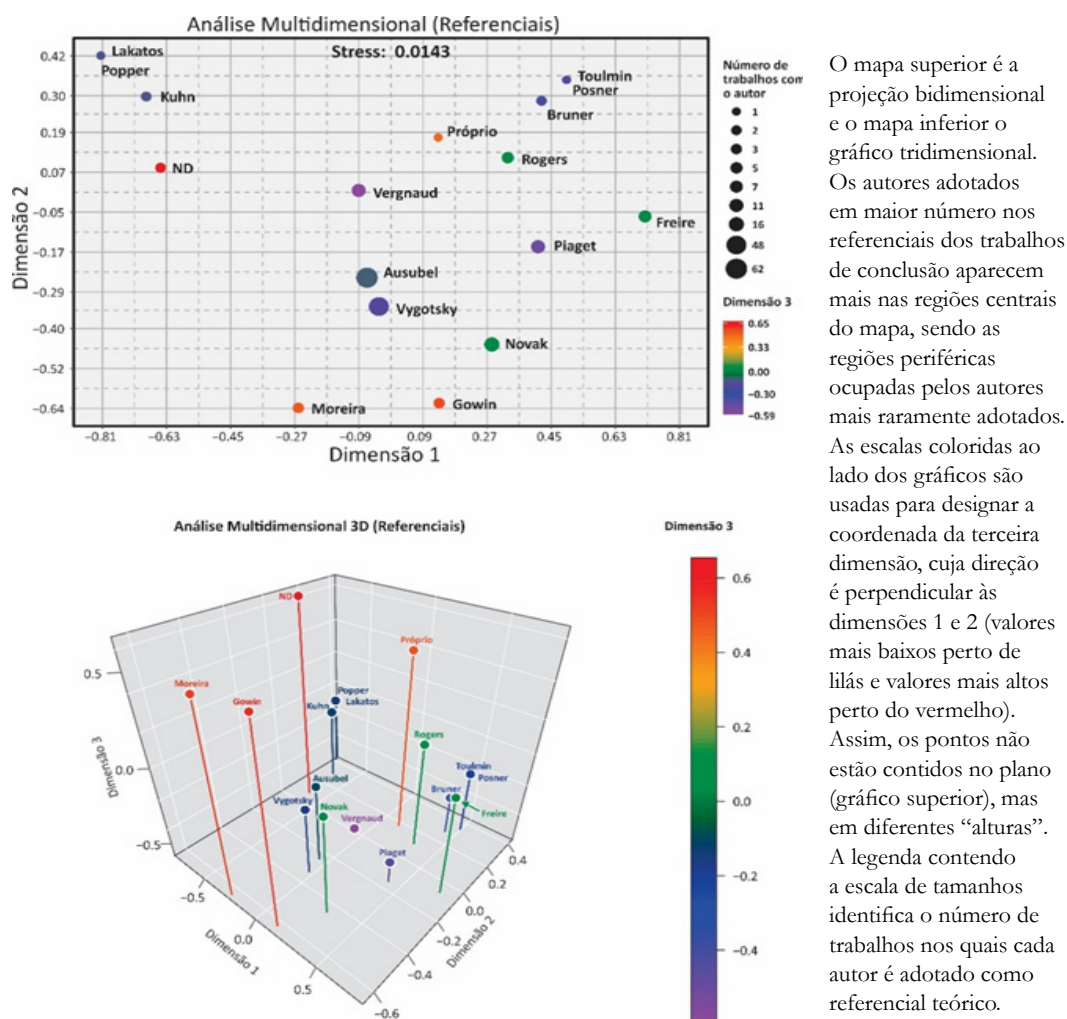 Análise Multidimensional (Referenciais)
Stress: 0.0143
Dimensão 2
0.42
0.30
0.19
0.07
−0.05
−0.17
−0.29
−0.40
−0.52
−0.64
Lakatos
Popper
Kuhn
ND
Toulmin
Posner
Bruner
Próprio
Rogers
Vergnaud
Freire
Piaget
Ausubel
Vygotsky
Novak
Moreira
Gowin
−0.81
−0.63
−0.45
−0.27
−0.09
0.09
0.27
0.45
0.63
0.81
Dimensão 1
Número de
trabalhos com
o autor
1
2
3
5
7
11
16
48
62
Dimensão 3
0.65
0.33
0.00
−0.30
−0.59
Análise Multidimensional 3D (Referenciais)
Dimensão 3
0.5
0.0
−0.5
ND
Próprio
Moreira
Gowin
Popper
Lakatos
Kuhn
Rogers
Toulmin
Posner
Ausubel
Bruner
Vygotsky
Novak
Freire
Vergnaud
Piaget
−0.5
0.0
0.5
Dimensão 1
−0.6
−0.4
−0.2
0.0
0.2
0.4
Dimensão 2
Dimensão 3
0.6
0.4
0.2
0.0
−0.2
−0.4
O mapa superior é a
projeção bidimensional
e o mapa inferior o
gráfico tridimensional.
Os autores adotados
em maior número nos
referenciais dos trabalhos
de conclusão aparecem
mais nas regiões centrais
do mapa, sendo as
regiões periféricas
ocupadas pelos autores
mais raramente adotados.
As escalas coloridas ao
lado dos gráficos são
usadas para designar a
coordenada da terceira
dimensão, cuja direção
é perpendicular às
dimensões 1 e 2 (valores
mais baixos perto de
lilás e valores mais altos
perto do vermelho).
Assim, os pontos não
estão contidos no plano
(gráfico superior), mas
em diferentes “alturas”.
A legenda contendo
a escala de tamanhos
identifica o número de
trabalhos nos quais cada
autor é adotado como
referencial teórico.